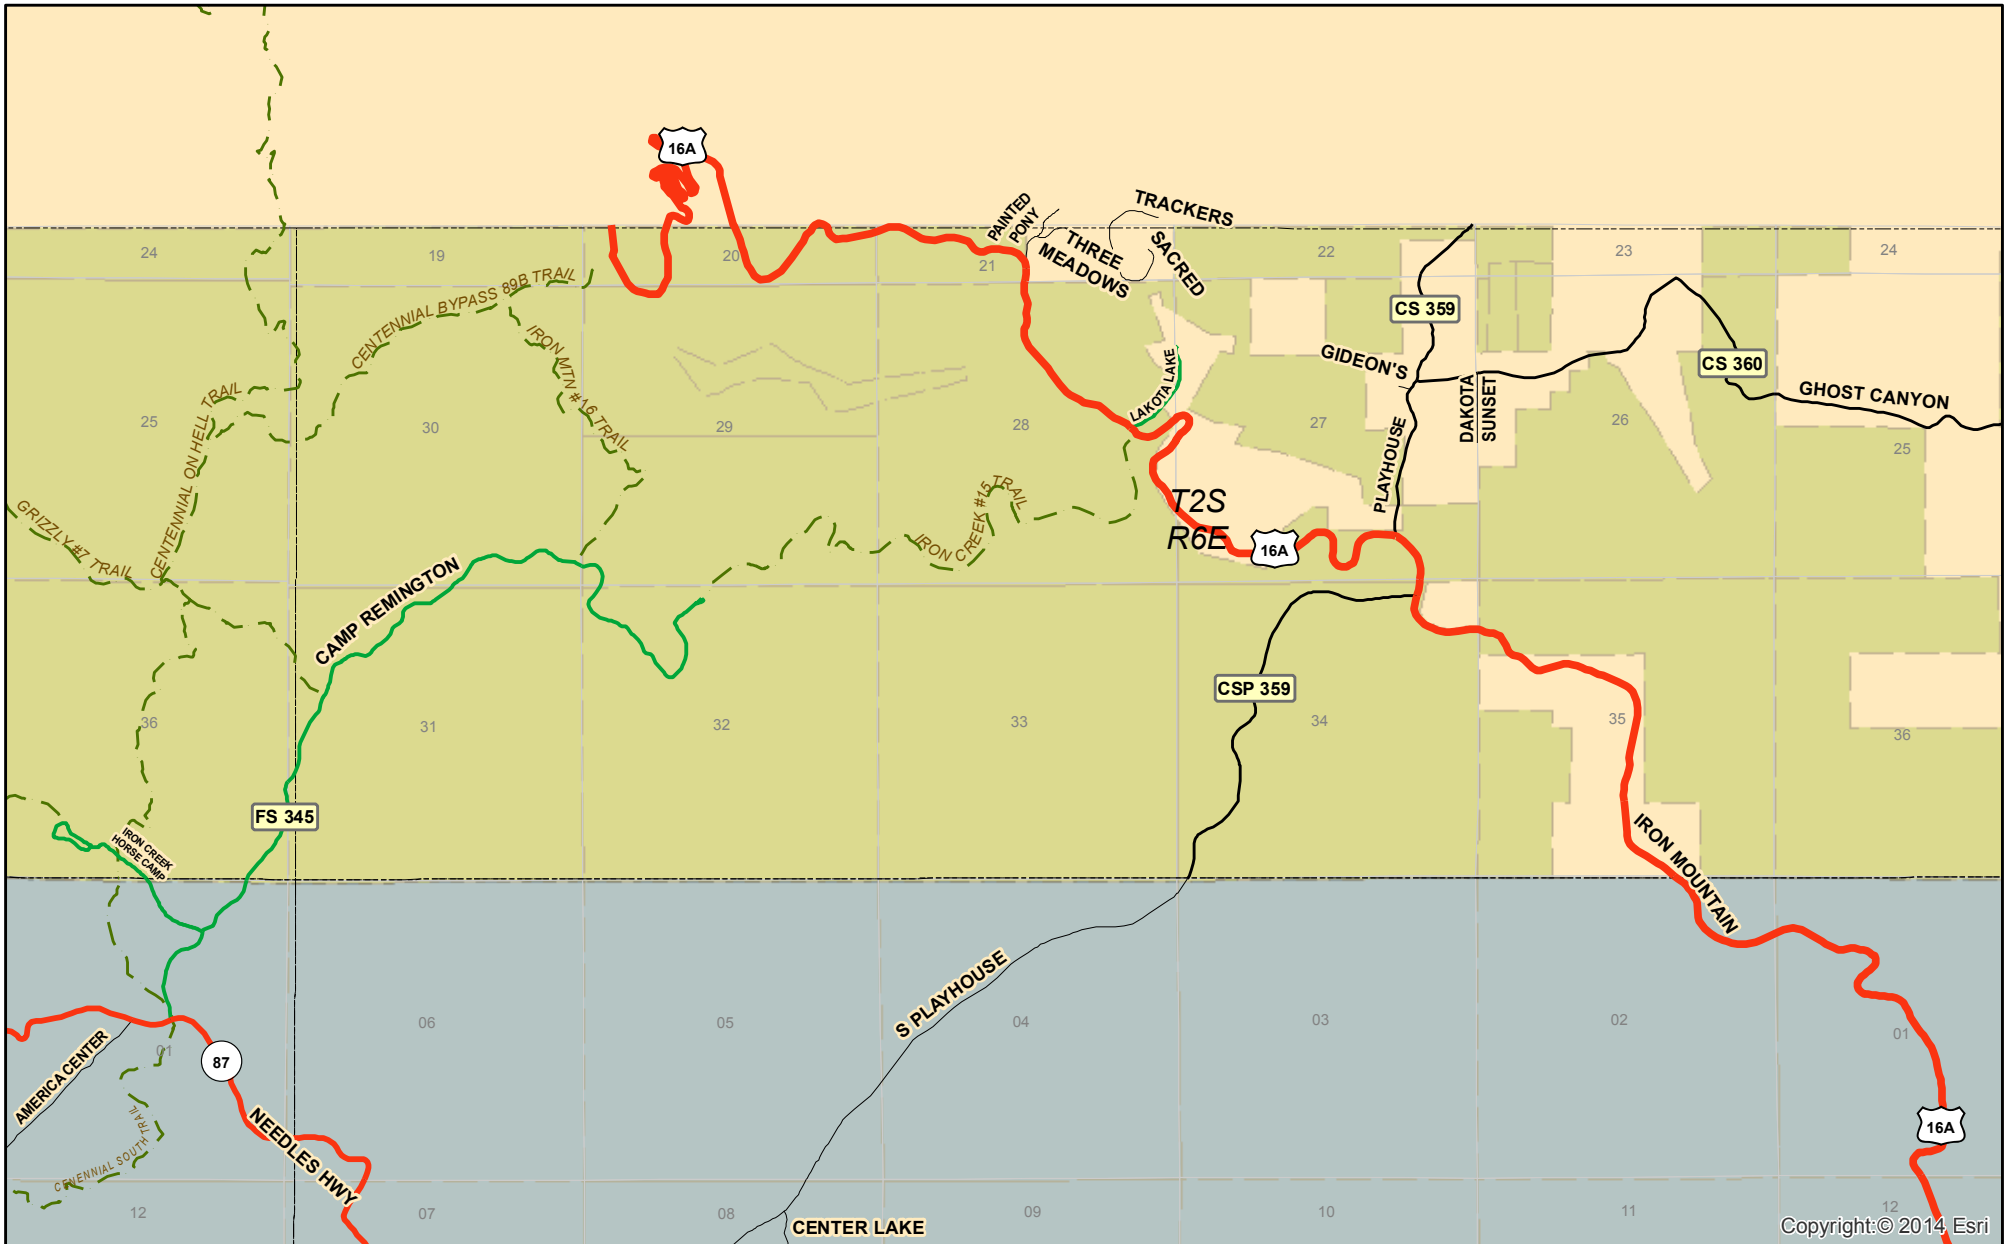 16A
PAINTED
PONY
TRACKERS
THREE
MEADOWS
SACRED
24
19
20
21
22
23
24
CENTENNIAL BYPASS 89B TRAIL
CS 359
IRON MTN #16 TRAIL
GIDEON'S
CS 360
LAKOTA LAKE
DAKOTA
SUNSET
GHOST CANYON
CENTENNIAL ON HELL TRAIL
25
30
29
28
27
26
25
PLAYHOUSE
GRIZZLY #7 TRAIL
IRON CREEK #15 TRAIL
T2S
R6E
16A
CAMP REMINGTON
CSP 359
36
31
32
33
34
35
36
FS 345
IRON CREEK
HORSE CAMP
IRON MOUNTAIN
S PLAYHOUSE
01
06
05
04
03
02
01
87
AMERICA CENTER
NEEDLES HWY
16A
CENENNIAL SOUTH TRAIL
12
07
08
09
10
11
12
CENTER LAKE
Copyright:© 2014 Esri